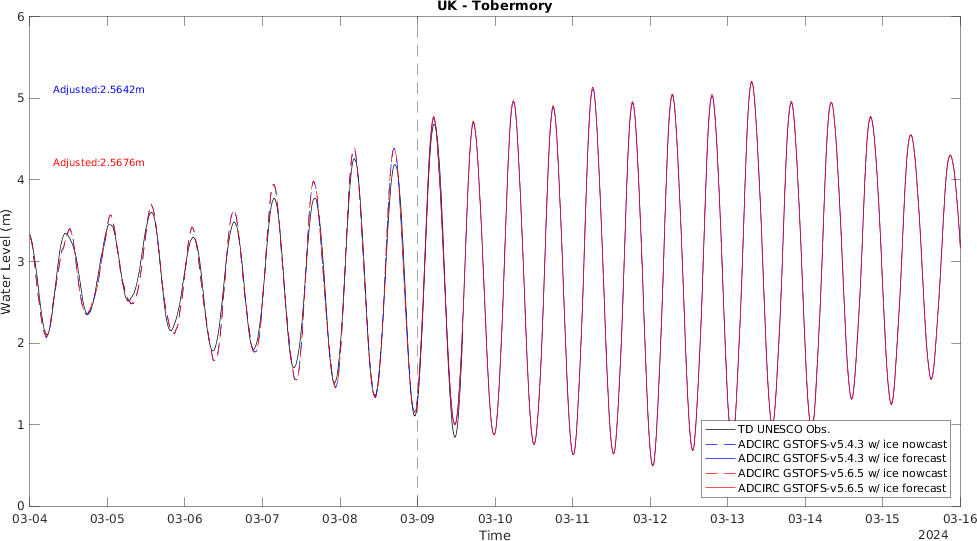 UK - Tobermory
6
5
4
3
2
1
0
Water Level (m)
Adjusted:2.5642m
Adjusted:2.5676m
TD UNESCO Obs.
ADCIRC GSTOFS-v5.4.3 w/ ice nowcast
ADCIRC GSTOFS-v5.4.3 w/ ice forecast
ADCIRC GSTOFS-v5.6.5 w/ ice nowcast
ADCIRC GSTOFS-v5.6.5 w/ ice forecast
03-04 03-05 03-06 03-07 03-08 03-09 03-10 03-11 03-12 03-13 03-14 03-15 03-16
Time
2024